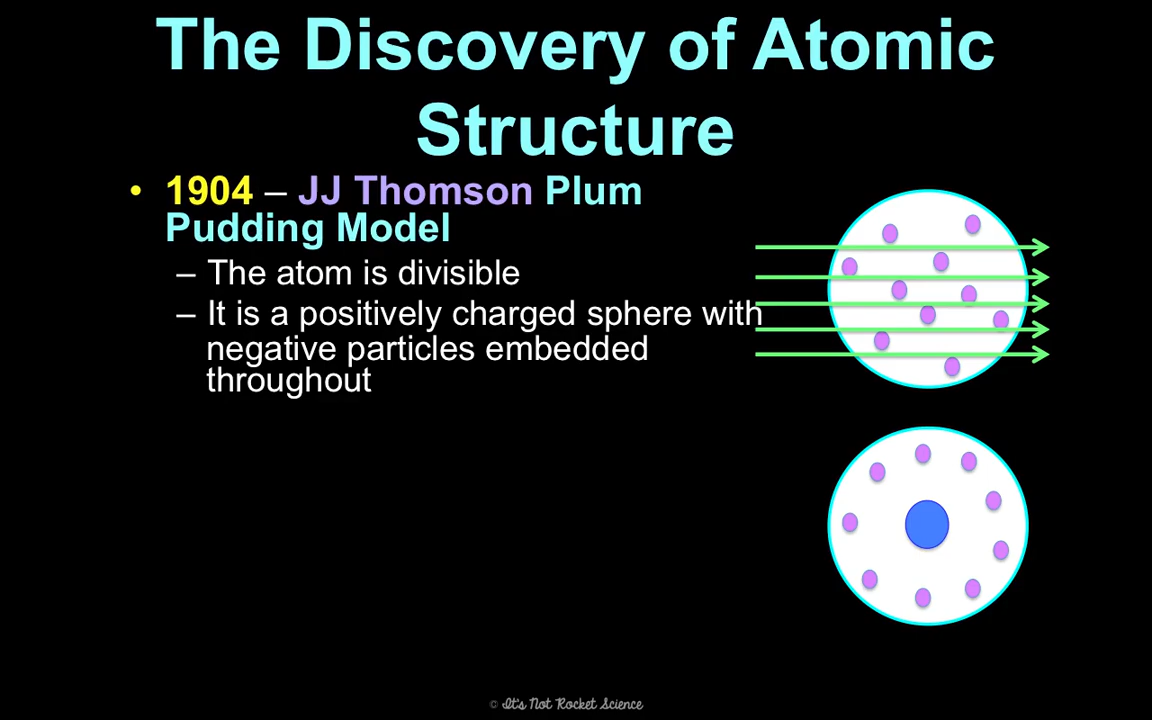 The Discovery of Atomic
Structure
• 1904 – JJ Thomson Plum
Pudding Model
– The atom is divisible
– It is a positively charged sphere with
negative particles embedded
throughout
© It's Not Rocket Science